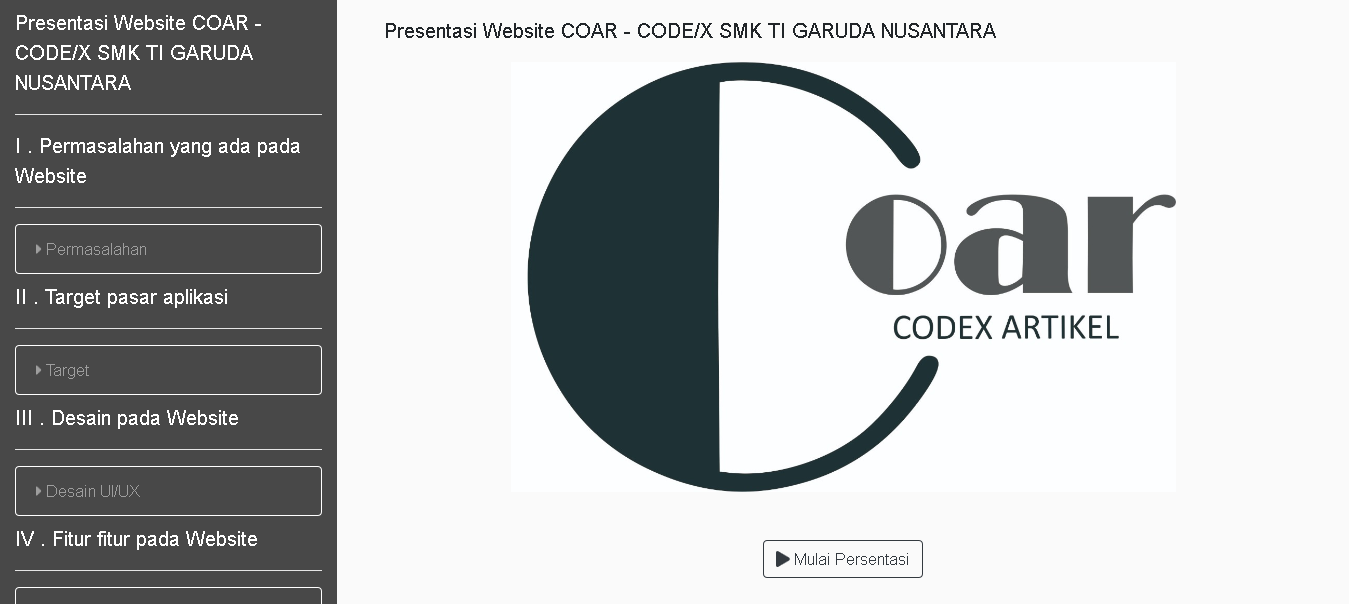 Presentasi Website COAR -
CODE/X SMK TI GARUDA
NUSANTARA
I . Permasalahan yang ada pada
Website
Permasalahan
II . Target pasar aplikasi
Target
III . Desain pada Website
Desain UI/UX
IV . Fitur fitur pada Website
Presentasi Website COAR - CODE/X SMK TI GARUDA NUSANTARA
Coar
CODEX ARTIKEL
Mulai Persentasi